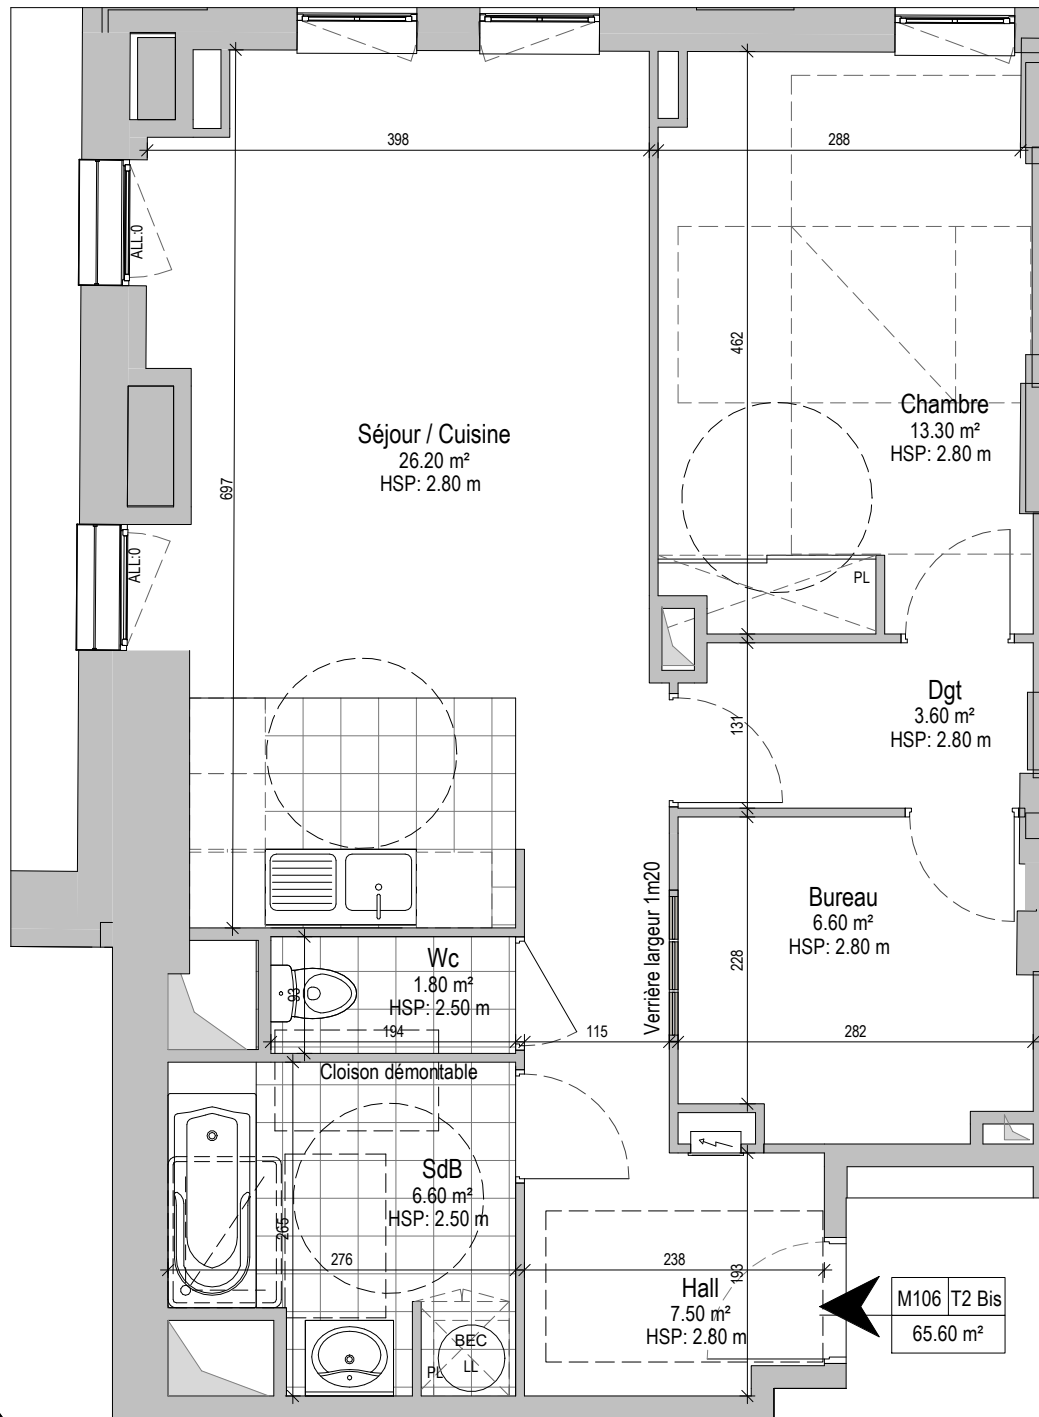 398
288
ALL:0
462
Chambre
13.30 m²
HSP: 2.80 m
Séjour / Cuisine
26.20 m²
HSP: 2.80 m
697
ALL:0
PL
Dgt
3.60 m²
HSP: 2.80 m
131
Verrière largeur 1m20
Bureau
6.60 m²
HSP: 2.80 m
228
Wc
1.80 m²
HSP: 2.50 m
93
194
115
282
Cloison démontable
SdB
6.60 m²
HSP: 2.50 m
265
276
238
193
Hall
7.50 m²
HSP: 2.80 m
M106 T2 Bis
65.60 m²
BEC
LL
PL